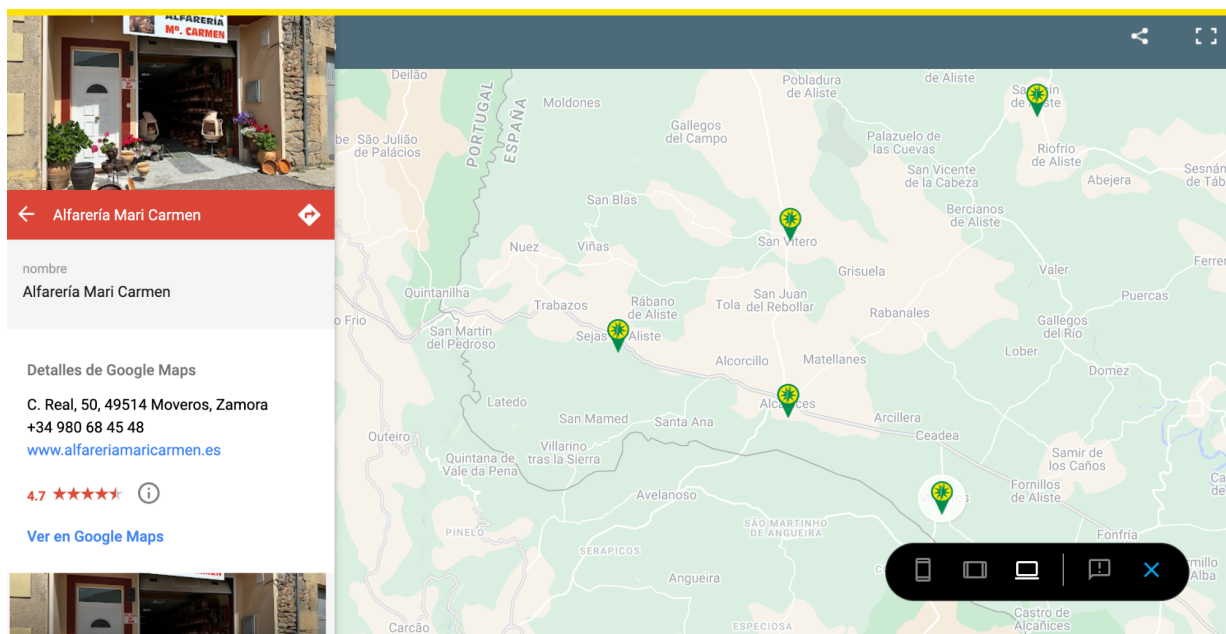 ALFARERÍA
Mª. CARMEN
Alfarería Mari Carmen
nombre
Alfarería Mari Carmen
Detalles de Google Maps
C. Real, 50, 49514 Moveros, Zamora
+34 980 68 45 48
www.alfareriamaricarmen.es
4.7
Ver en Google Maps
Deilão
PORTUGAL
ESPAÑA
Moldones
Pobladura
de Aliste
de Aliste
São Julião
de Palácios
Gallegos
del Campo
Palazuelo de
las Cuevas
Riofrío
de Aliste
San Vicente
de la Cabeza
Abejera
San Blas
Bercianos
de Aliste
Nuez
Viñas
San Vitero
Grisuela
Valer
Quintanilha
Trabazos
Rábano
de Aliste
Tola
San Juan
del Rebollar
Rabanales
Puercas
San Martín
del Pedroso
Sejas
Aliste
Gallegos
del Río
Alcorcillo
Matellanes
Lober
Domez
Latedo
San Mamed
Santa Ana
Arcillera
Outeiro
Villarino
tras la Sierra
Ceadea
Quintana de
Vale da Pena
Samir de
los Caños
Avelanoso
Fornillos
de Aliste
PINELO
SÃO MARTINHO
DE ANGUEIRA
Fonfría
SERAPICOS
Angueira
Alba
Castro de
Alcañices
Carcão
ESPECIOSA